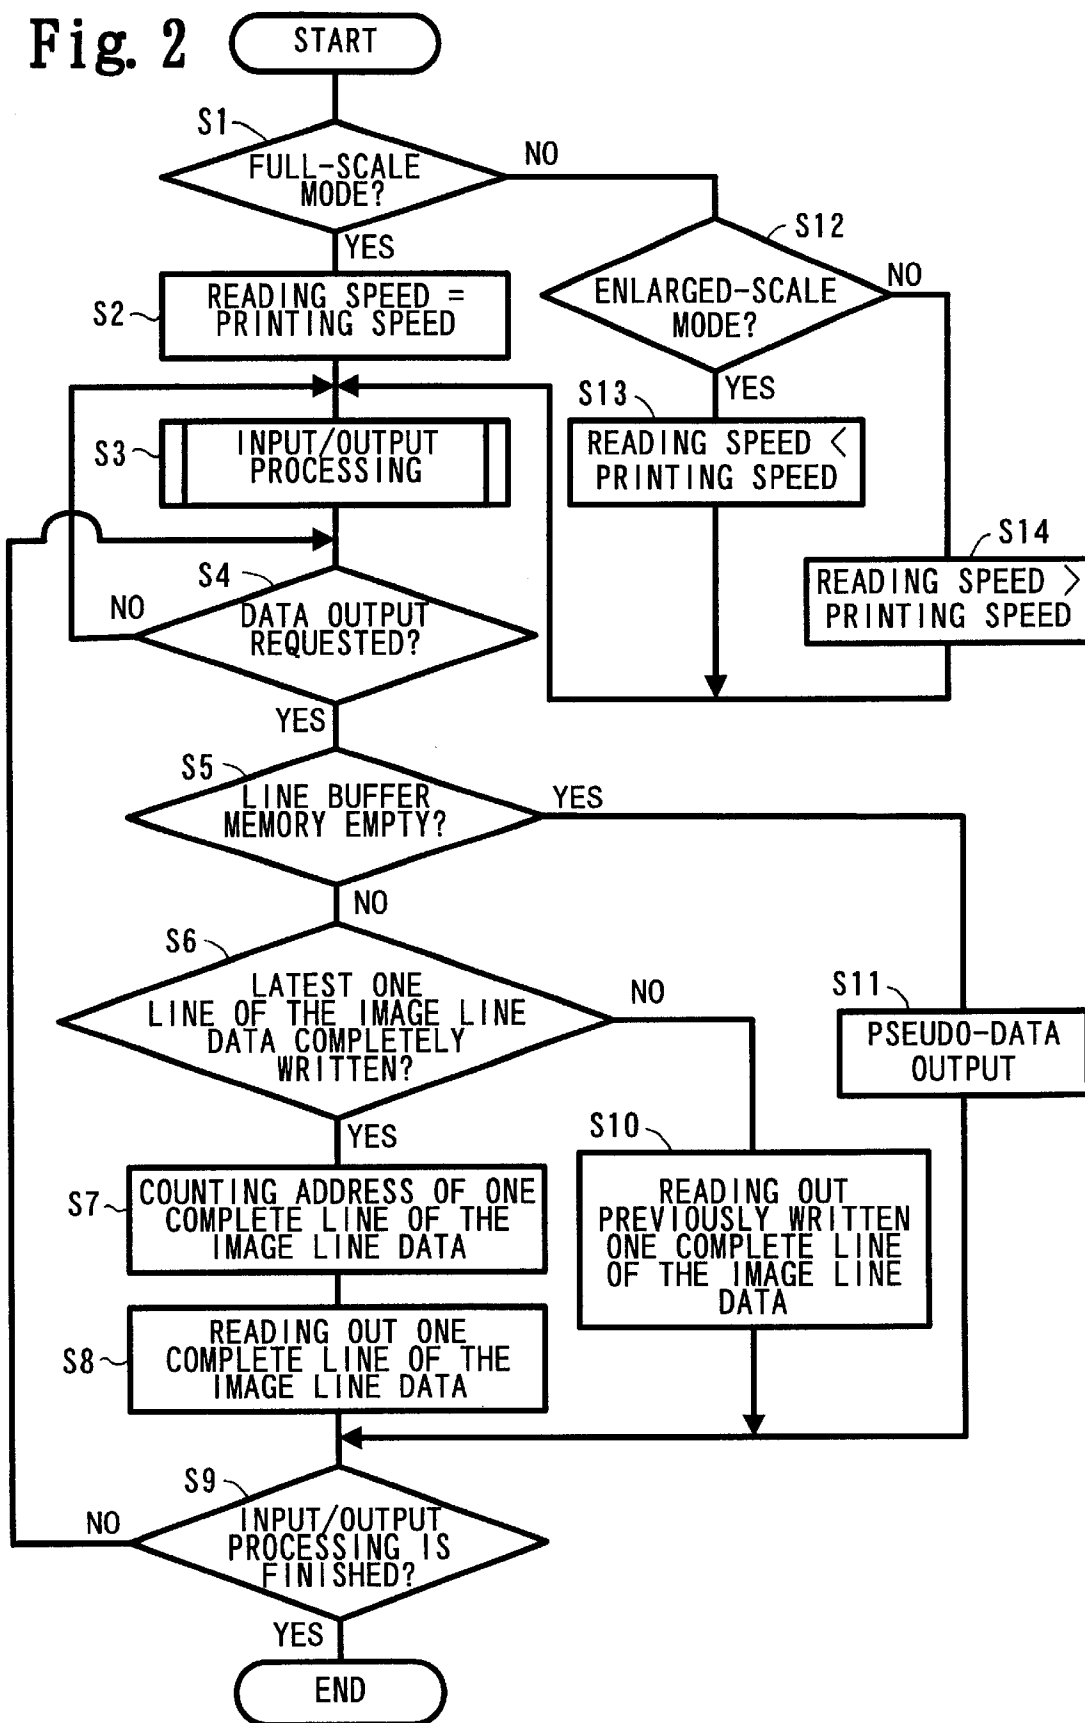 Fig. 2
START
S1
FULL-SCALE
MODE?
NO
YES
S12
ENLARGED-SCALE
MODE?
NO
YES
S2
READING SPEED =
PRINTING SPEED
S13
READING SPEED <
PRINTING SPEED
S3
INPUT/OUTPUT
PROCESSING
S14
READING SPEED >
PRINTING SPEED
S4
DATA OUTPUT
REQUESTED?
NO
YES
S5
LINE BUFFER
MEMORY EMPTY?
YES
NO
S6
LATEST ONE
LINE OF THE IMAGE LINE
DATA COMPLETELY
WRITTEN?
NO
YES
S11
PSEUDO-DATA
OUTPUT
S10
READING OUT
PREVIOUSLY WRITTEN
ONE COMPLETE LINE
OF THE IMAGE LINE
DATA
S7
COUNTING ADDRESS OF ONE
COMPLETE LINE OF THE
IMAGE LINE DATA
S8
READING OUT ONE
COMPLETE LINE OF THE
IMAGE LINE DATA
S9
INPUT/OUTPUT
PROCESSING IS
FINISHED?
NO
YES
END